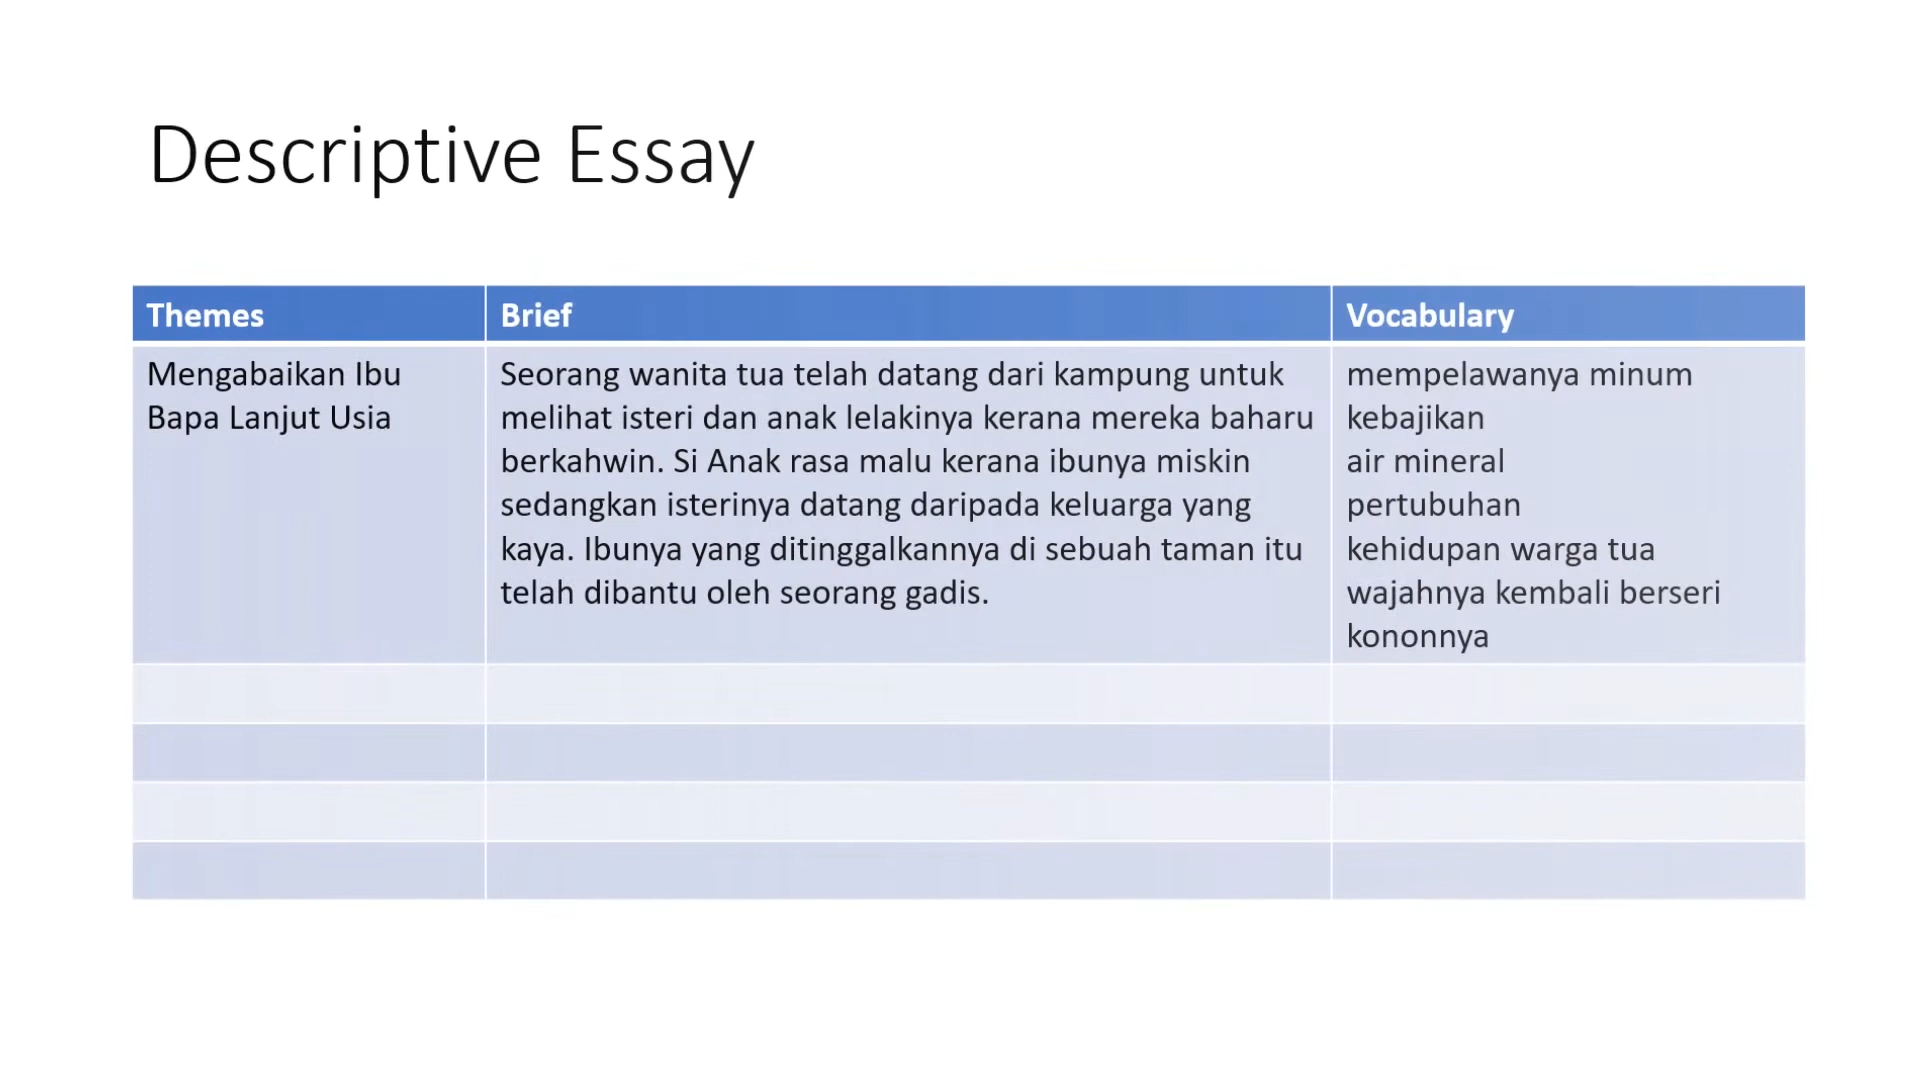 Descriptive Essay
Themes
Brief
Vocabulary
Mengabaikan Ibu
Bapa Lanjut Usia
Seorang wanita tua telah datang dari kampung untuk
melihat isteri dan anak lelakinya kerana mereka baharu
berkahwin. Si Anak rasa malu kerana ibunya miskin
sedangkan isterinya datang daripada keluarga yang
kaya. Ibunya yang ditinggalkannya di sebuah taman itu
telah dibantu oleh seorang gadis.
mempelawanya minum
kebajikan
air mineral
pertubuhan
kehidupan warga tua
wajahnya kembali berseri
kononnya